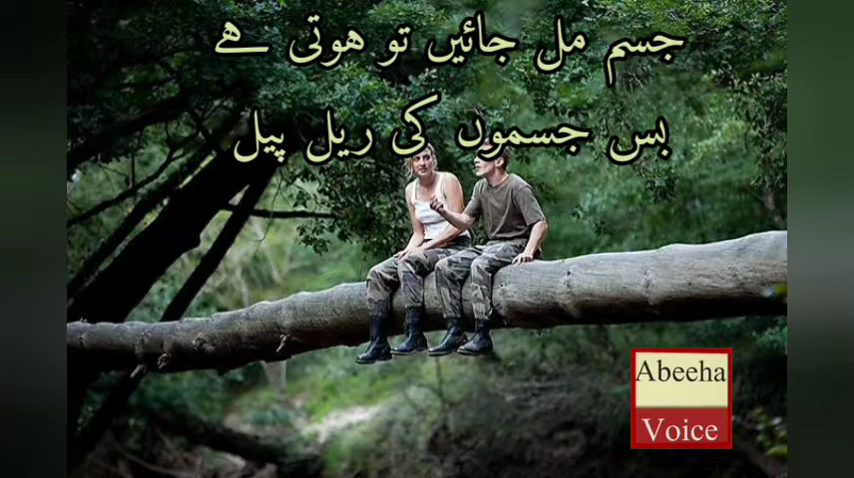 جسم مل جائیں تو ہوتی ہے
بس جسموں کی ریل پیل
Abeeha
Voice